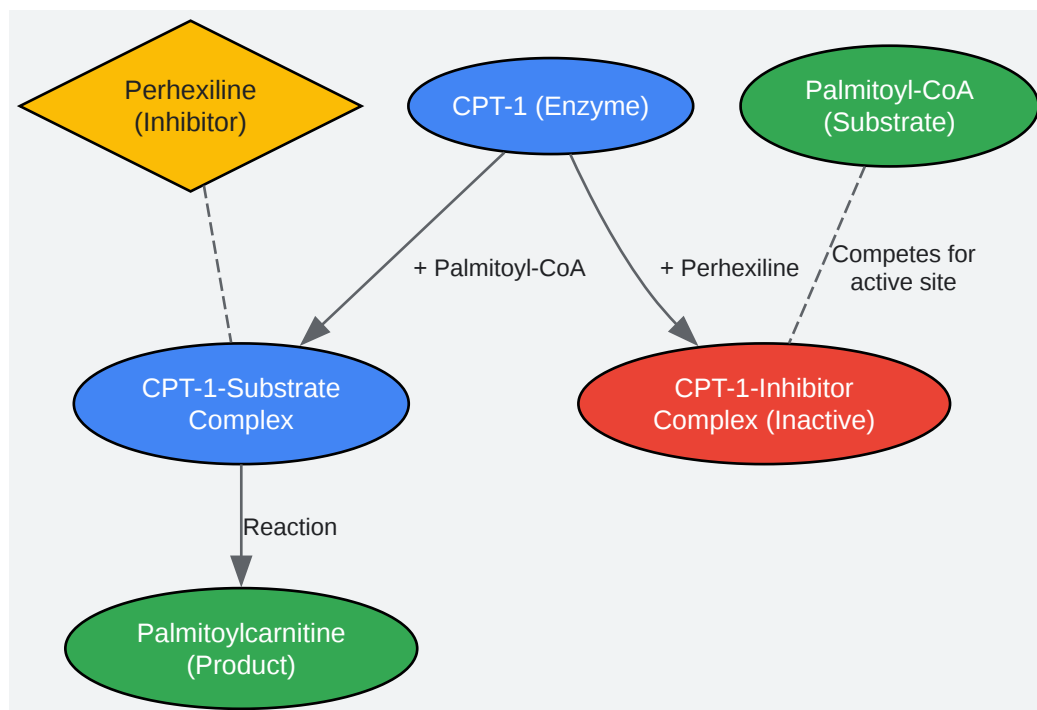 Perhexiline
(Inhibitor)
CPT-1 (Enzyme)
Palmitoyl-CoA
(Substrate)
+ Palmitoyl-CoA
+ Perhexiline
Competes for
active site
CPT-1-Substrate
Complex
CPT-1-Inhibitor
Complex (Inactive)
Reaction
Palmitoylcarnitine
(Product)